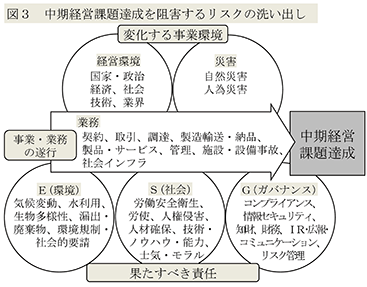 図3 中期経営課題達成を阻害するリスクの洗い出し
変化する事業環境
経営環境
国家・政治
経済、社会
技術、業界
災害
自然災害
人為災害
事業・業務
の遂行
業務
契約、取引、調達、製造輸送・納品、
製品・サービス、管理、施設・設備事故、
社会インフラ
中期経営
課題達成
E(環境)
気候変動、水利用、
生物多様性、漏出・
廃棄物、環境規制・
社会的要請
S(社会)
労働安全衛生、
労使、人権侵害、
人材確保、技術・
ノウハウ・能力、
士気・モラル
G(ガバナンス)
コンプライアンス、
情報セキュリティ、
知財、財務、IR・広報・
コミュニケーション、
リスク管理
果たすべき責任